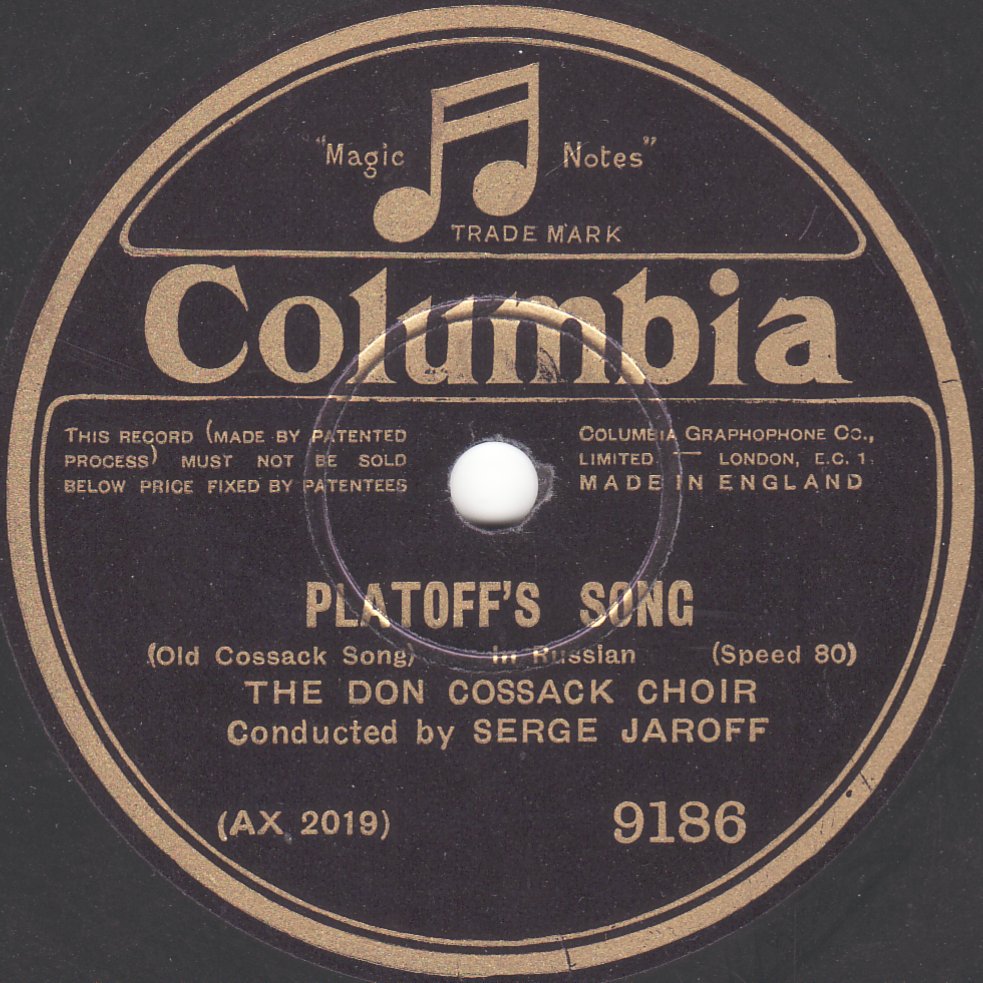 "Magic Notes"
TRADE MARK
Columbia
THIS RECORD (MADE BY PATENTED
PROCESS) MUST NOT BE SOLD
BELOW PRICE FIXED BY PATENTEES
COLUMBIA GRAPHOPHONE CO.,
LIMITED — LONDON, E.C. 1.
MADE IN ENGLAND
PLATOFF'S SONG
(Old Cossack Song) In Russian (Speed 80)
THE DON COSSACK CHOIR
Conducted by SERGE JAROFF
(AX 2019) 9186